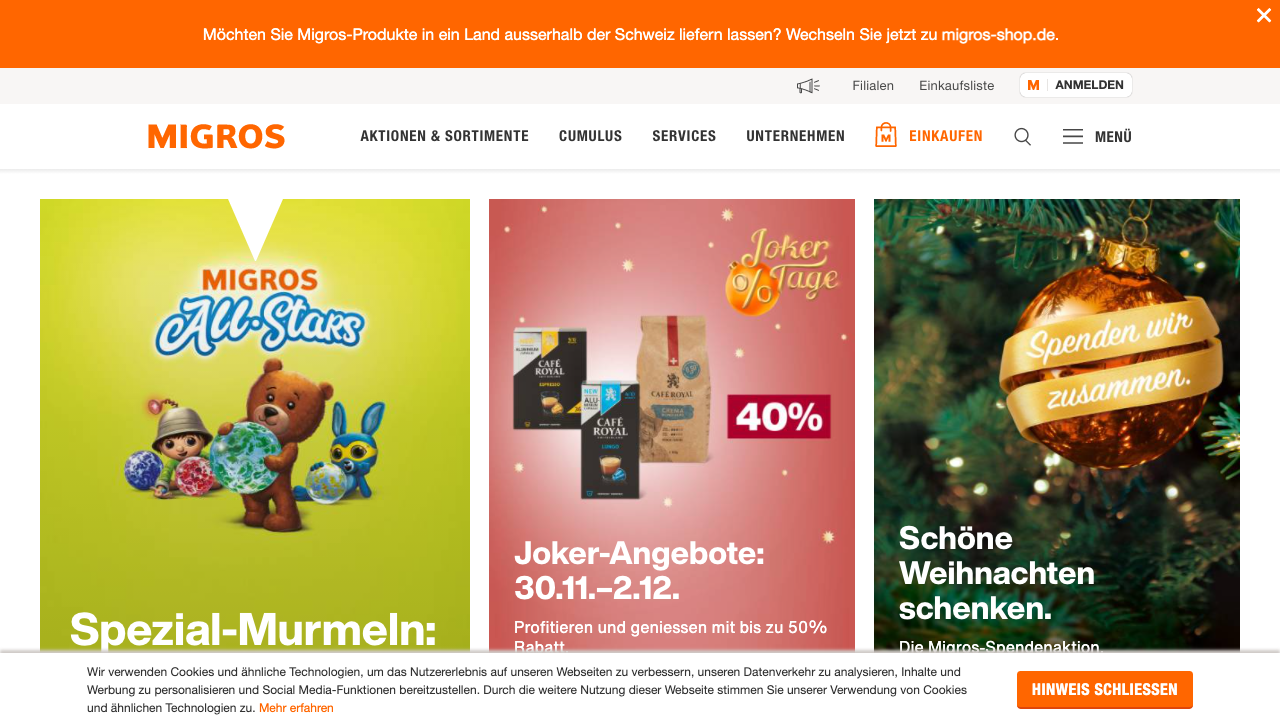 Möchten Sie Migros-Produkte in ein Land ausserhalb der Schweiz liefern lassen? Wechseln Sie jetzt zu migros-shop.de.
Filialen
Einkaufsliste
M ANMELDEN
MIGROS
AKTIONEN & SORTIMENTE
CUMULUS
SERVICES
UNTERNEHMEN
M
EINKAUFEN
MENÜ
MIGROS
All-Stars
Spezial-Murmeln:
Joker
% Tage
CAFÉ
ROYAL
ESPRESSO
CAFÉ
ROYAL
LUNGO
CAFÉ ROYAL
CREMA
40%
Joker-Angebote:
30.11.–2.12.
Profitieren und geniessen mit bis zu 50%
Rabatt.
Spenden wir
zusammen.
Schöne
Weihnachten
schenken.
Die Migros-Spendenaktion
Wir verwenden Cookies und ähnliche Technologien, um das Nutzererlebnis auf unseren Webseiten zu verbessern, unseren Datenverkehr zu analysieren, Inhalte und
Werbung zu personalisieren und Social Media-Funktionen bereitzustellen. Durch die weitere Nutzung dieser Webseite stimmen Sie unserer Verwendung von Cookies
und ähnlichen Technologien zu. Mehr erfahren
HINWEIS SCHLIESSEN